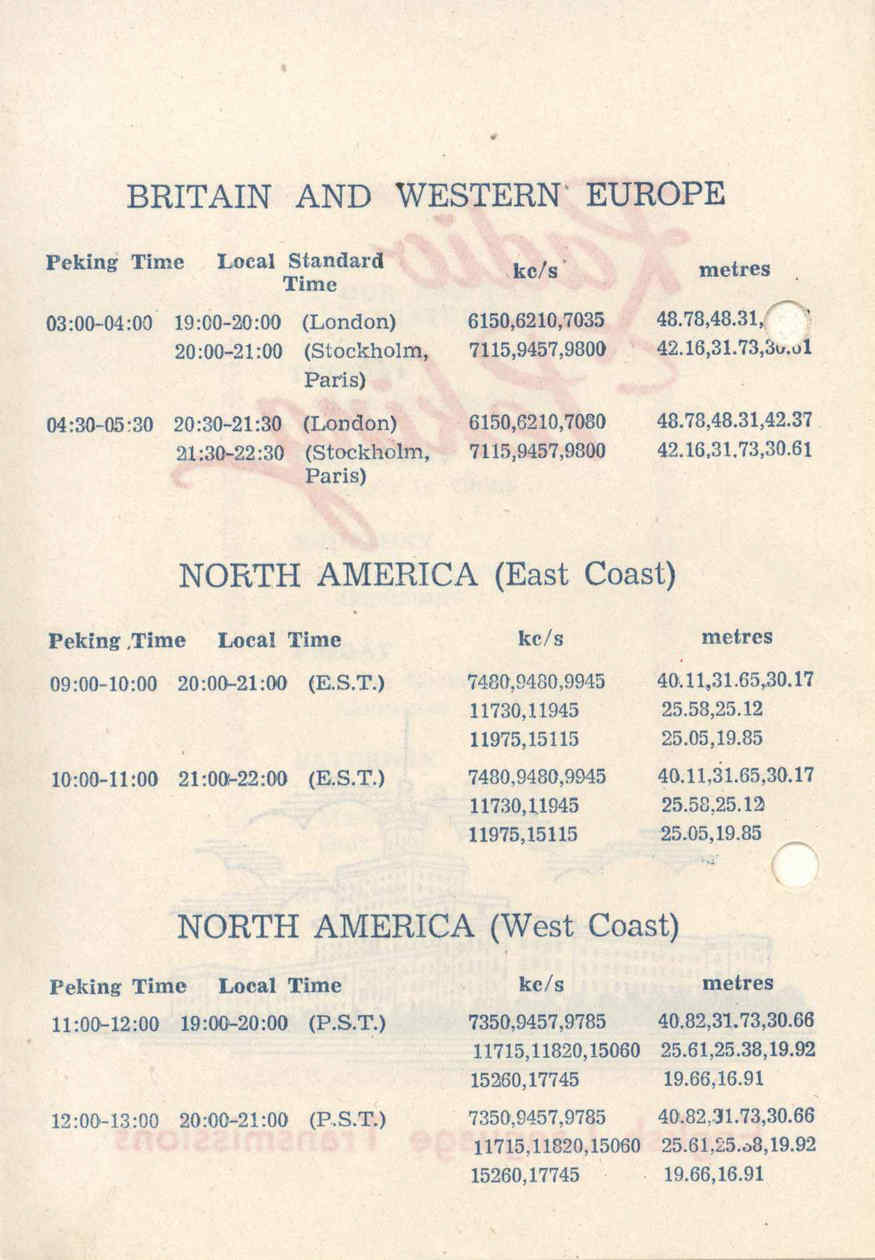 BRITAIN AND WESTERN EUROPE
Peking Time Local Standard Time kc/s metres
03:00-04:00 19:00-20:00 (London) 6150,6210,7035 48.78,48.31,
20:00-21:00 (Stockholm, Paris) 7115,9457,9800 42.16,31.73,30.61
04:30-05:30 20:30-21:30 (London) 6150,6210,7080 48.78,48.31,42.37
21:30-22:30 (Stockholm, Paris) 7115,9457,9800 42.16,31.73,30.61
NORTH AMERICA (East Coast)
Peking Time Local Time kc/s metres
09:00-10:00 20:00-21:00 (E.S.T.) 7480,9480,9945 40.11,31.65,30.17
11730,11945 25.58,25.12
11975,15115 25.05,19.85
10:00-11:00 21:00-22:00 (E.S.T.) 7480,9480,9945 40.11,31.65,30.17
11730,11945 25.58,25.12
11975,15115 25.05,19.85
NORTH AMERICA (West Coast)
Peking Time Local Time kc/s metres
11:00-12:00 19:00-20:00 (P.S.T.) 7350,9457,9785 40.82,31.73,30.66
11715,11820,15060 25.61,25.38,19.92
15260,17745 19.66,16.91
12:00-13:00 20:00-21:00 (P.S.T.) 7350,9457,9785 40.82,31.73,30.66
11715,11820,15060 25.61,25.38,19.92
15260,17745 19.66,16.91